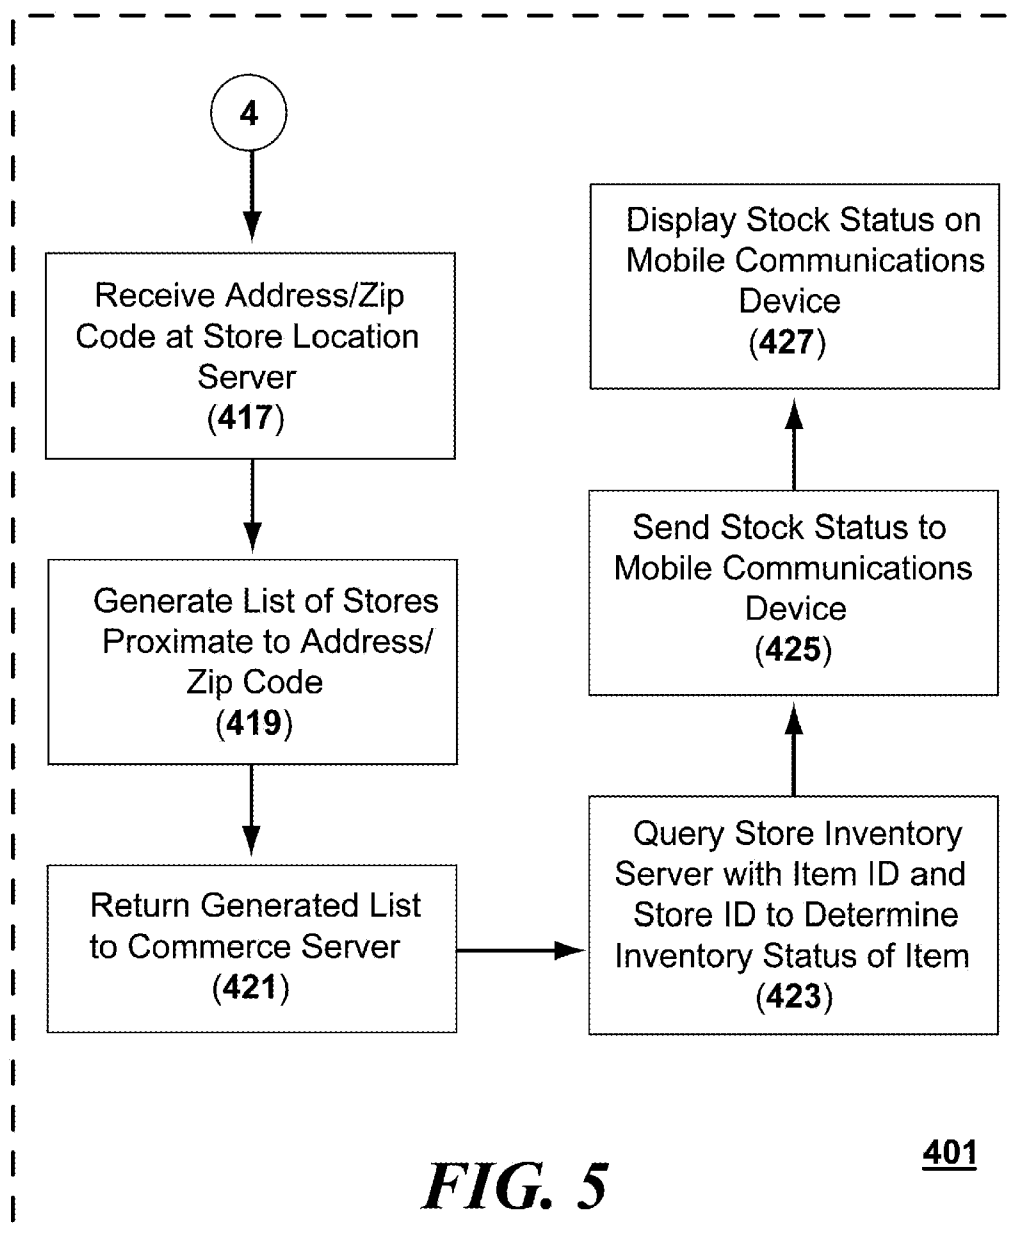 4
Receive Address/Zip
Code at Store Location
Server
(417)
Generate List of Stores
Proximate to Address/
Zip Code
(419)
Return Generated List
to Commerce Server
(421)
Query Store Inventory
Server with Item ID and
Store ID to Determine
Inventory Status of Item
(423)
Send Stock Status to
Mobile Communications
Device
(425)
Display Stock Status on
Mobile Communications
Device
(427)
401
FIG. 5